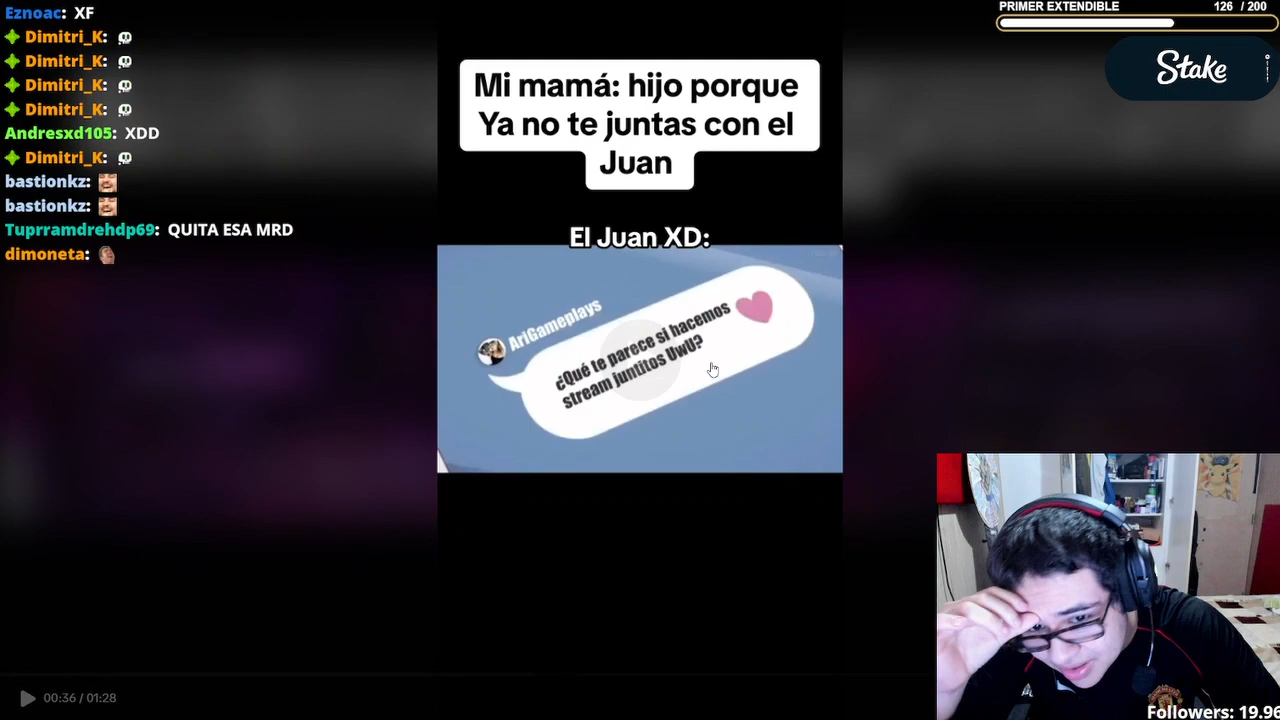 Eznoac: XF
Dimitri_K:
Dimitri_K:
Dimitri_K:
Dimitri_K:
Andresxd105: XDD
Dimitri_K:
bastionkz:
bastionkz:
Tuprramdrehdp69: QUITA ESA MRD
dimoneta:
Mi mamá: hijo porque
Ya no te juntas con el
Juan
El Juan XD:
AriGameplays
¿Qué te parece si hacemos
stream juntitos UwU?
00:36 / 01:28
PRIMER EXTENDIBLE 126 / 200
Stake
Followers: 19.96